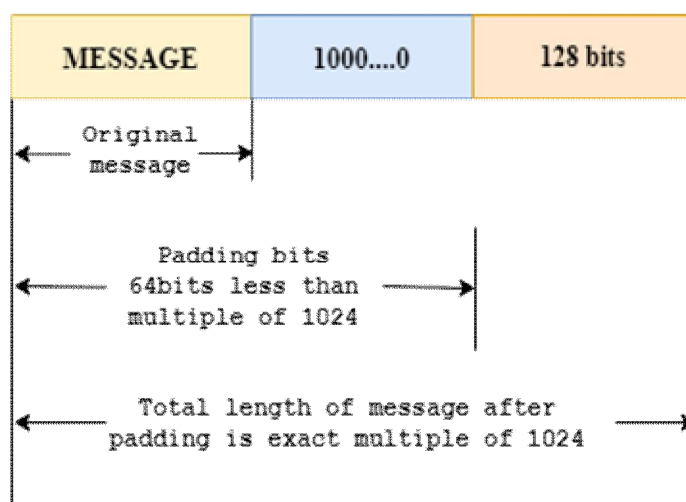 MESSAGE 1000....0 128 bits
Original
message
Padding bits
64bits less than
multiple of 1024
Total length of message after
padding is exact multiple of 1024